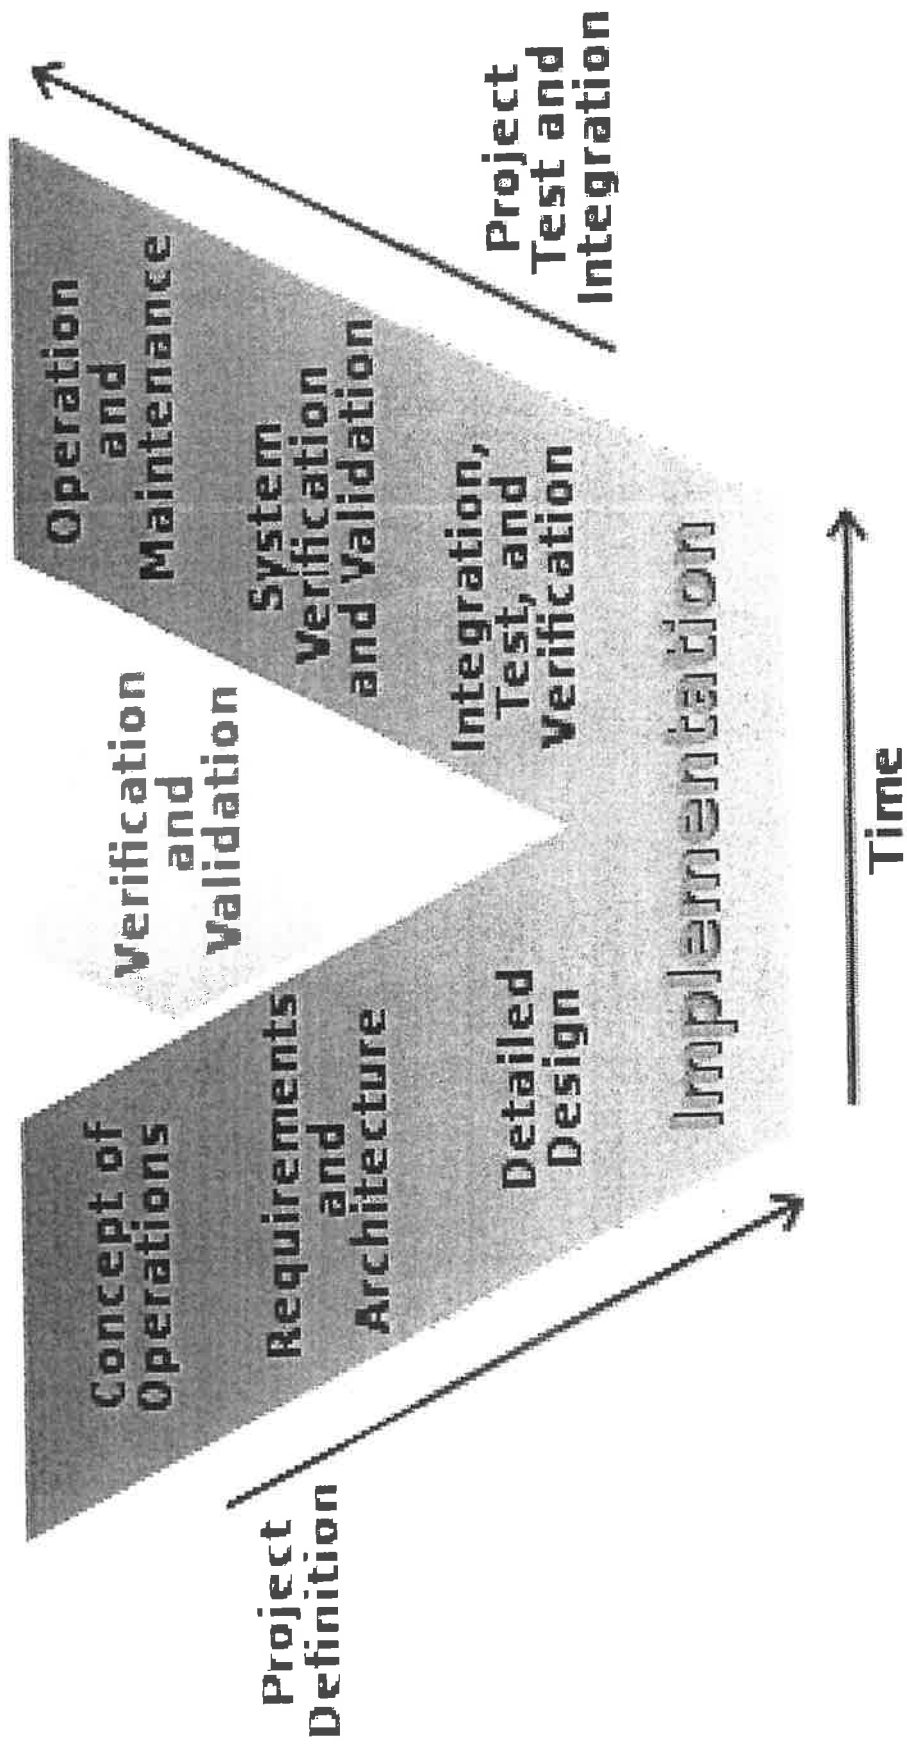 Concept of
Operations
Requirements
and
Architecture
Detailed
Design
Project
Definition
Implementation
Verification
and
Validation
Operation
and
Maintenance
System
Verification
and Validation
Integration,
Test, and
Verification
Project
Test and
Integration
Time